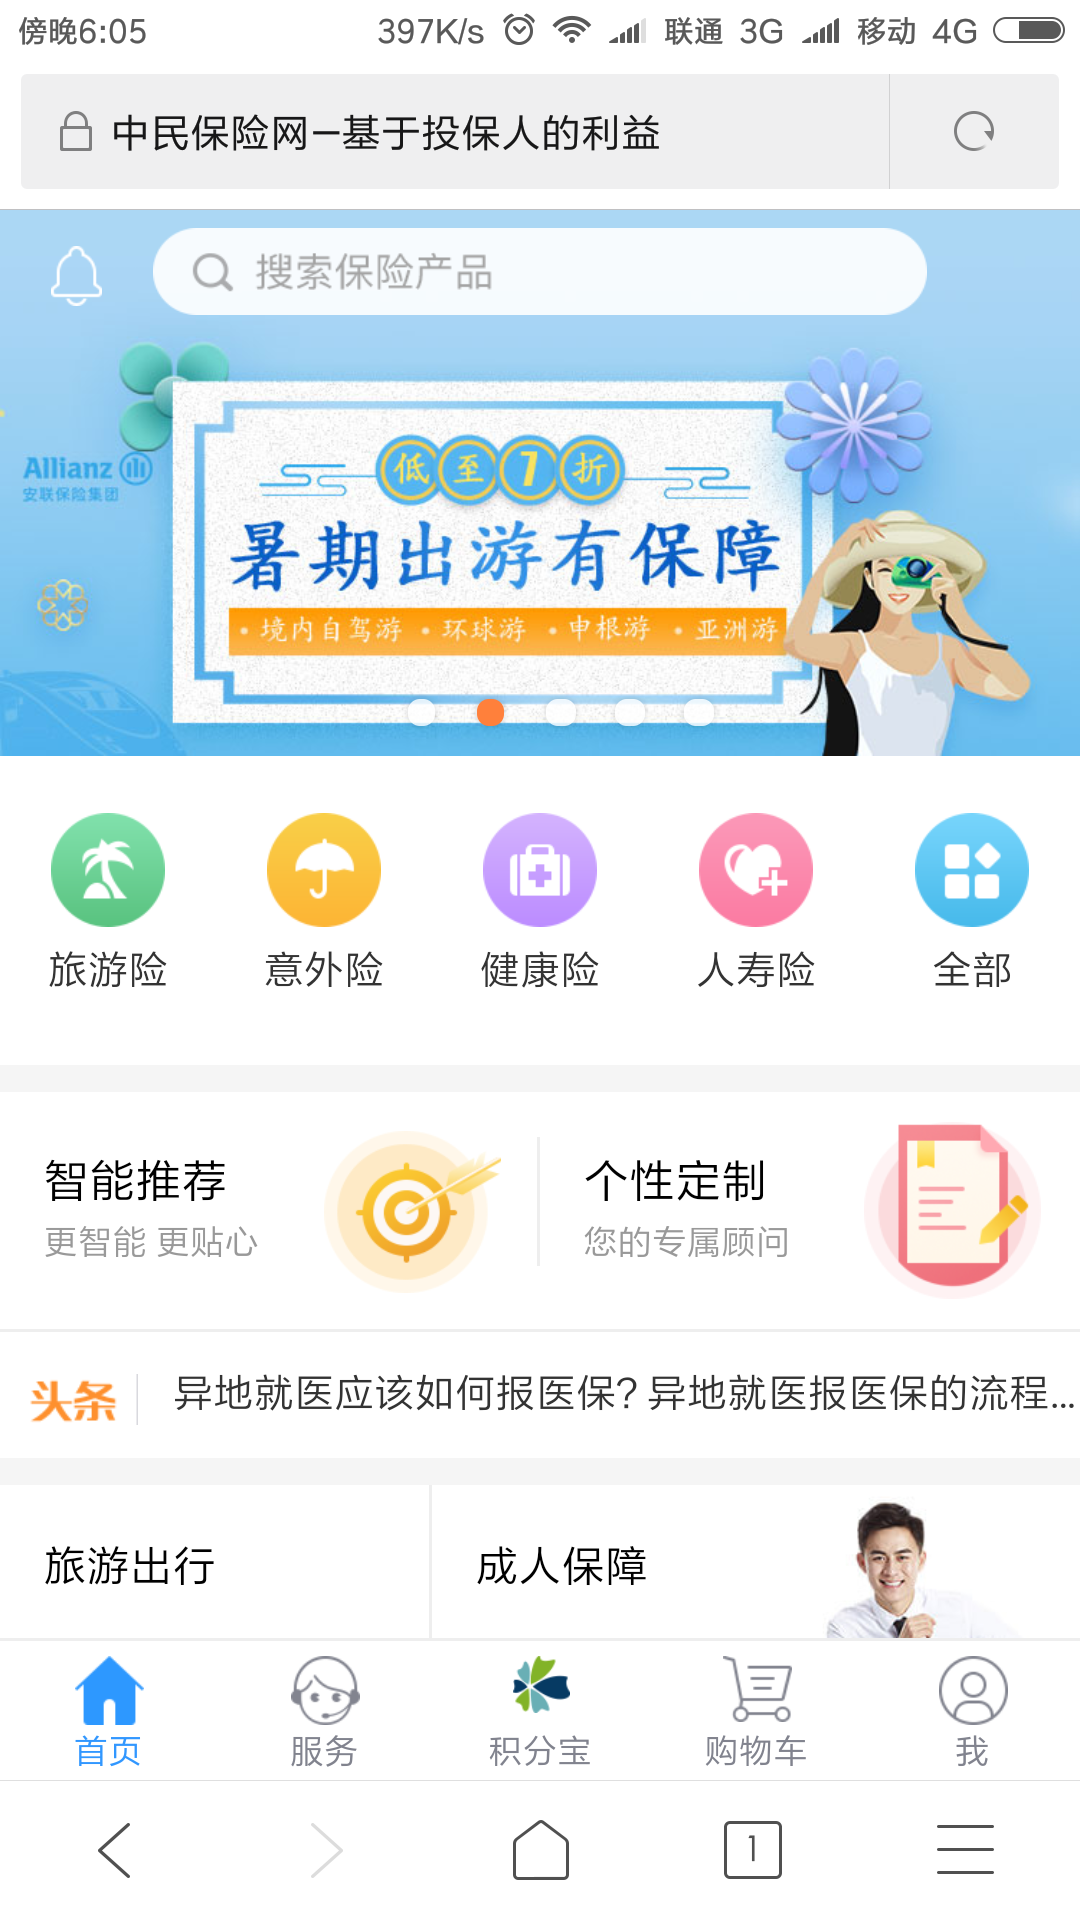 傍晚6:05 397K/s 联通 3G 移动 4G
中民保险网–基于投保人的利益
搜索保险产品
Allianz
安联保险集团
低至7折
暑期出游有保障
·境内自驾游 ·环球游 ·申根游 ·亚洲游
旅游险 意外险 健康险 人寿险 全部
智能推荐 个性定制
更智能 更贴心 您的专属顾问
头条 异地就医应该如何报医保? 异地就医报医保的流程...
旅游出行 成人保障
首页 服务 积分宝 购物车 我
1